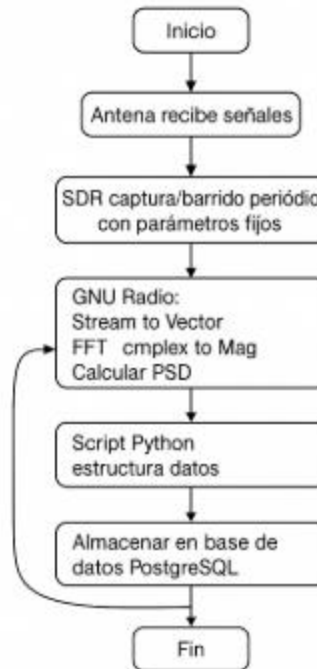 Inicio
Antena recibe señales
SDR captura/barrido periódic
con parámetros fijos
GNU Radio:
Stream to Vector
FFT cmplex to Mag
Calcular PSD
Script Python
estructura datos
Almacenar en base de
datos PostgreSQL
Fin